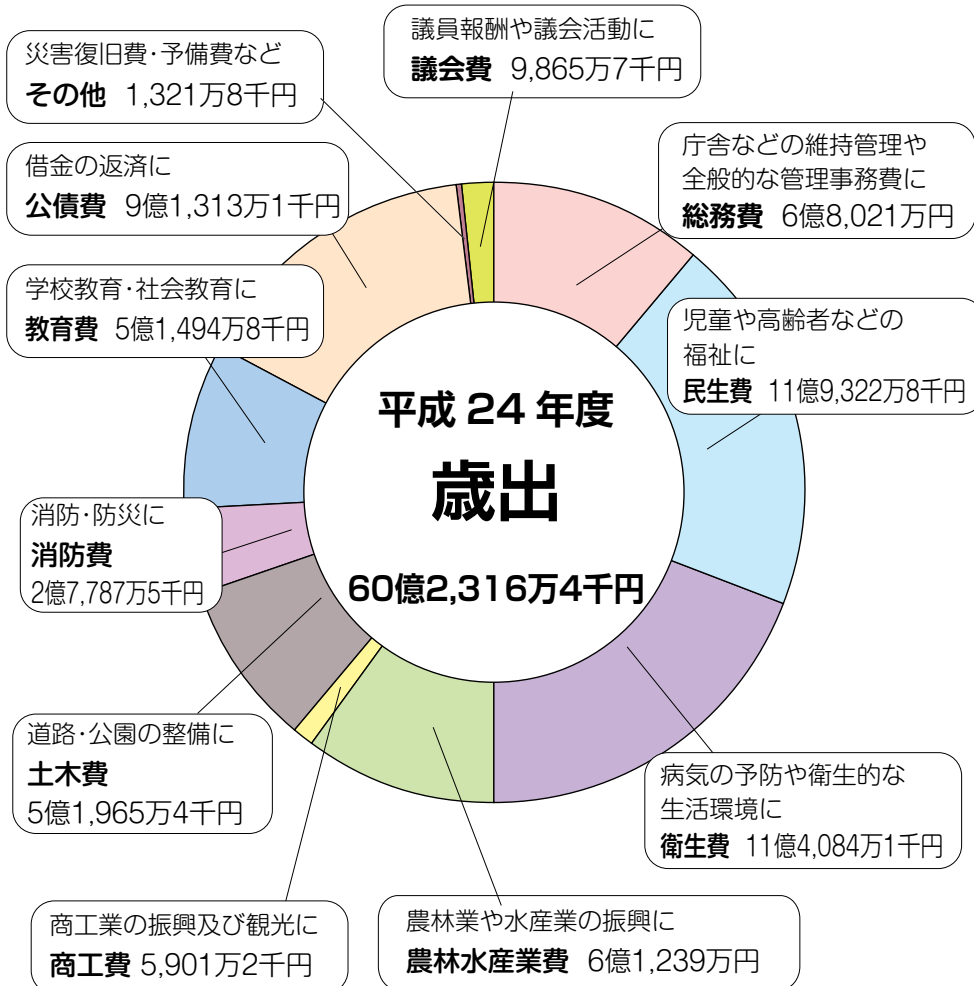 議員報酬や議会活動に
議会費 9,865万7千円
災害復旧費・予備費など
その他 1,321万8千円
庁舎などの維持管理や
全般的な管理事務費に
総務費 6億8,021万円
借金の返済に
公債費 9億1,313万1千円
学校教育・社会教育に
教育費 5億1,494万8千円
児童や高齢者などの
福祉に
民生費 11億9,322万8千円
平成 24 年度
歳出
60億2,316万4千円
消防・防災に
消防費
2億7,787万5千円
道路・公園の整備に
土木費
5億1,965万4千円
病気の予防や衛生的な
生活環境に
衛生費 11億4,084万1千円
商工業の振興及び観光に
商工費 5,901万2千円
農林業や水産業の振興に
農林水産業費 6億1,239万円